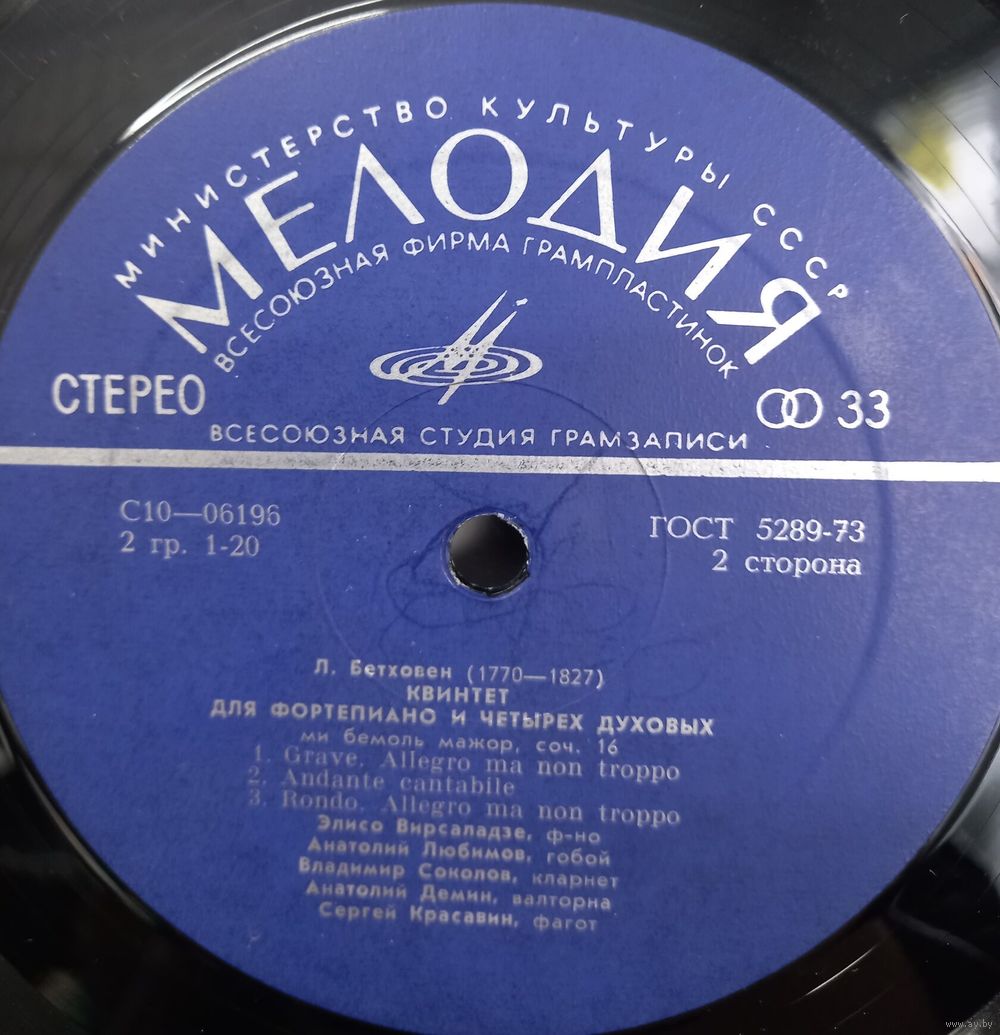 МИНИСТЕРСТВО КУЛЬТУРЫ СССР
МЕЛОДИЯ
ВСЕСОЮЗНАЯ ФИРМА ГРАМПЛАСТИНОК
СТЕРЕО
33
ВСЕСОЮЗНАЯ СТУДИЯ ГРАМЗАПИСИ
С10—06196
2 гр. 1-20
ГОСТ 5289-73
2 сторона
Л. Бетховен (1770—1827)
КВИНТЕТ
ДЛЯ ФОРТЕПИАНО И ЧЕТЫРЕХ ДУХОВЫХ
ми бемоль мажор, соч. 16
1. Grave. Allegro ma non troppo
2. Andante cantabile
3. Rondo. Allegro ma non troppo
Элисо Вирсаладзе, ф-но
Анатолий Любимов, гобой
Владимир Соколов, кларнет
Анатолий Демин, валторна
Сергей Красавин, фагот
www.ay.by